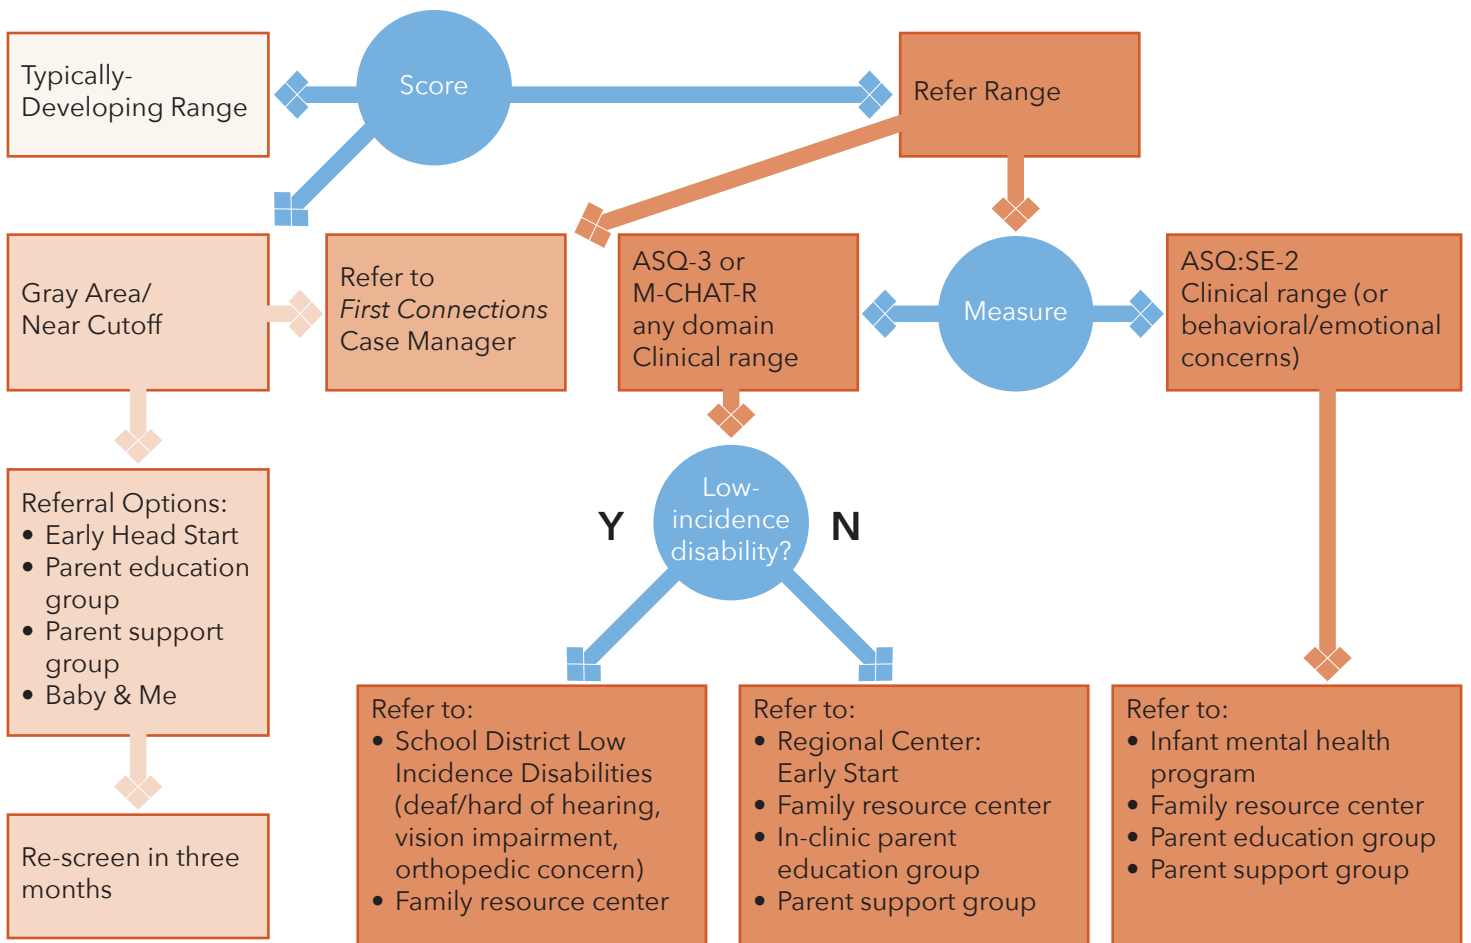 Typically-
Developing Range
Score
Refer Range
Gray Area/
Near Cutoff
Refer to
First Connections
Case Manager
ASQ-3 or
M-CHAT-R
any domain
Clinical range
Measure
ASQ:SE-2
Clinical range (or
behavioral/emotional
concerns)
Referral Options:
• Early Head Start
• Parent education
group
• Parent support
group
• Baby & Me
Y
Low-
incidence
disability?
N
Re-screen in three
months
Refer to:
• School District Low
Incidence Disabilities
(deaf/hard of hearing,
vision impairment,
orthopedic concern)
• Family resource center
Refer to:
• Regional Center:
Early Start
• Family resource center
• In-clinic parent
education group
• Parent support group
Refer to:
• Infant mental health
program
• Family resource center
• Parent education group
• Parent support group